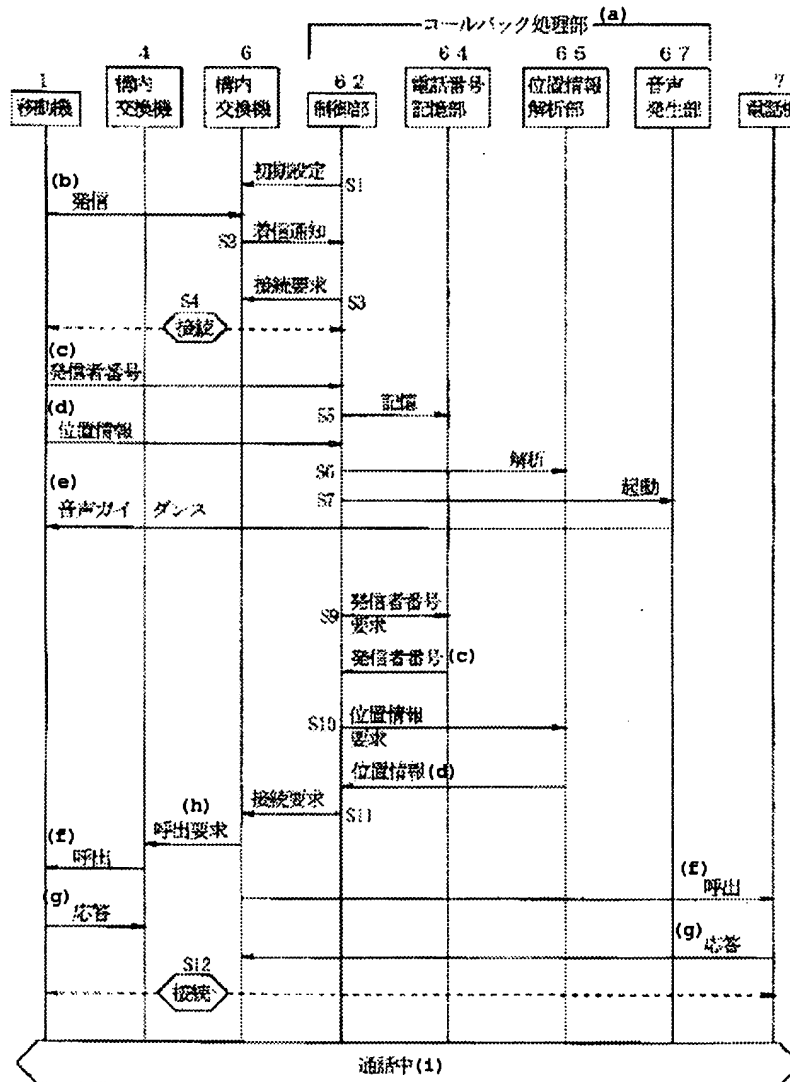 コールバック処理部 (a)
1 4 6 62 64 65 67 7
移動機
構内
交換機
構内
交換機
制御部
電話番号
記憶部
位置情報
解析部
音声
発生部
電話機
初期設定 S1
(b)
発信
S2 着信通知
接続要求 S3
S4
接続
(c)
発信者番号
S5 記憶
(d)
位置情報
S6 解析
S7 起動
(e)
音声ガイダンス
S9 発信者番号
要求
発信者番号(c)
S10 位置情報
要求
位置情報(d)
接続要求 S11
(h)
呼出要求
(f)
呼出
(f)
呼出
(g)
応答
(g)
応答
S12
接続
通話中(i)